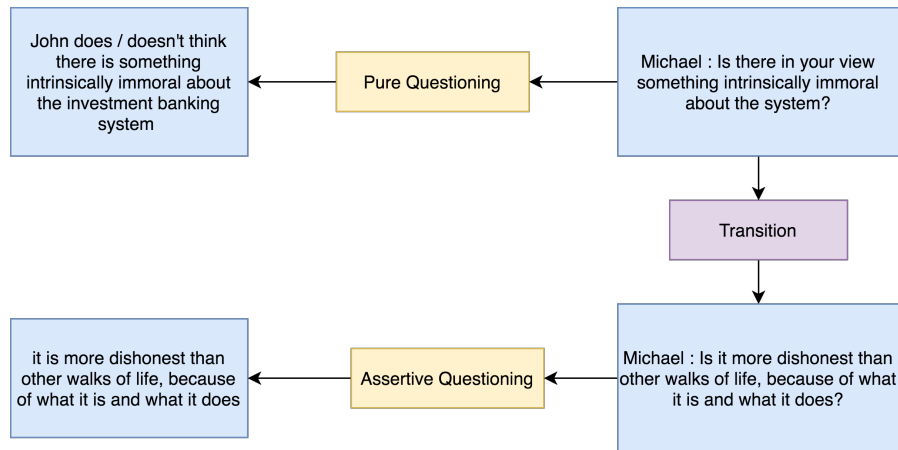 John does / doesn't think
there is something
intrinsically immoral about
the investment banking
system
Pure Questioning
Michael : Is there in your view
something intrinsically immoral
about the system?
Transition
it is more dishonest than
other walks of life, because
of what it is and what it does
Assertive Questioning
Michael : Is it more dishonest than
other walks of life, because of what
it is and what it does?